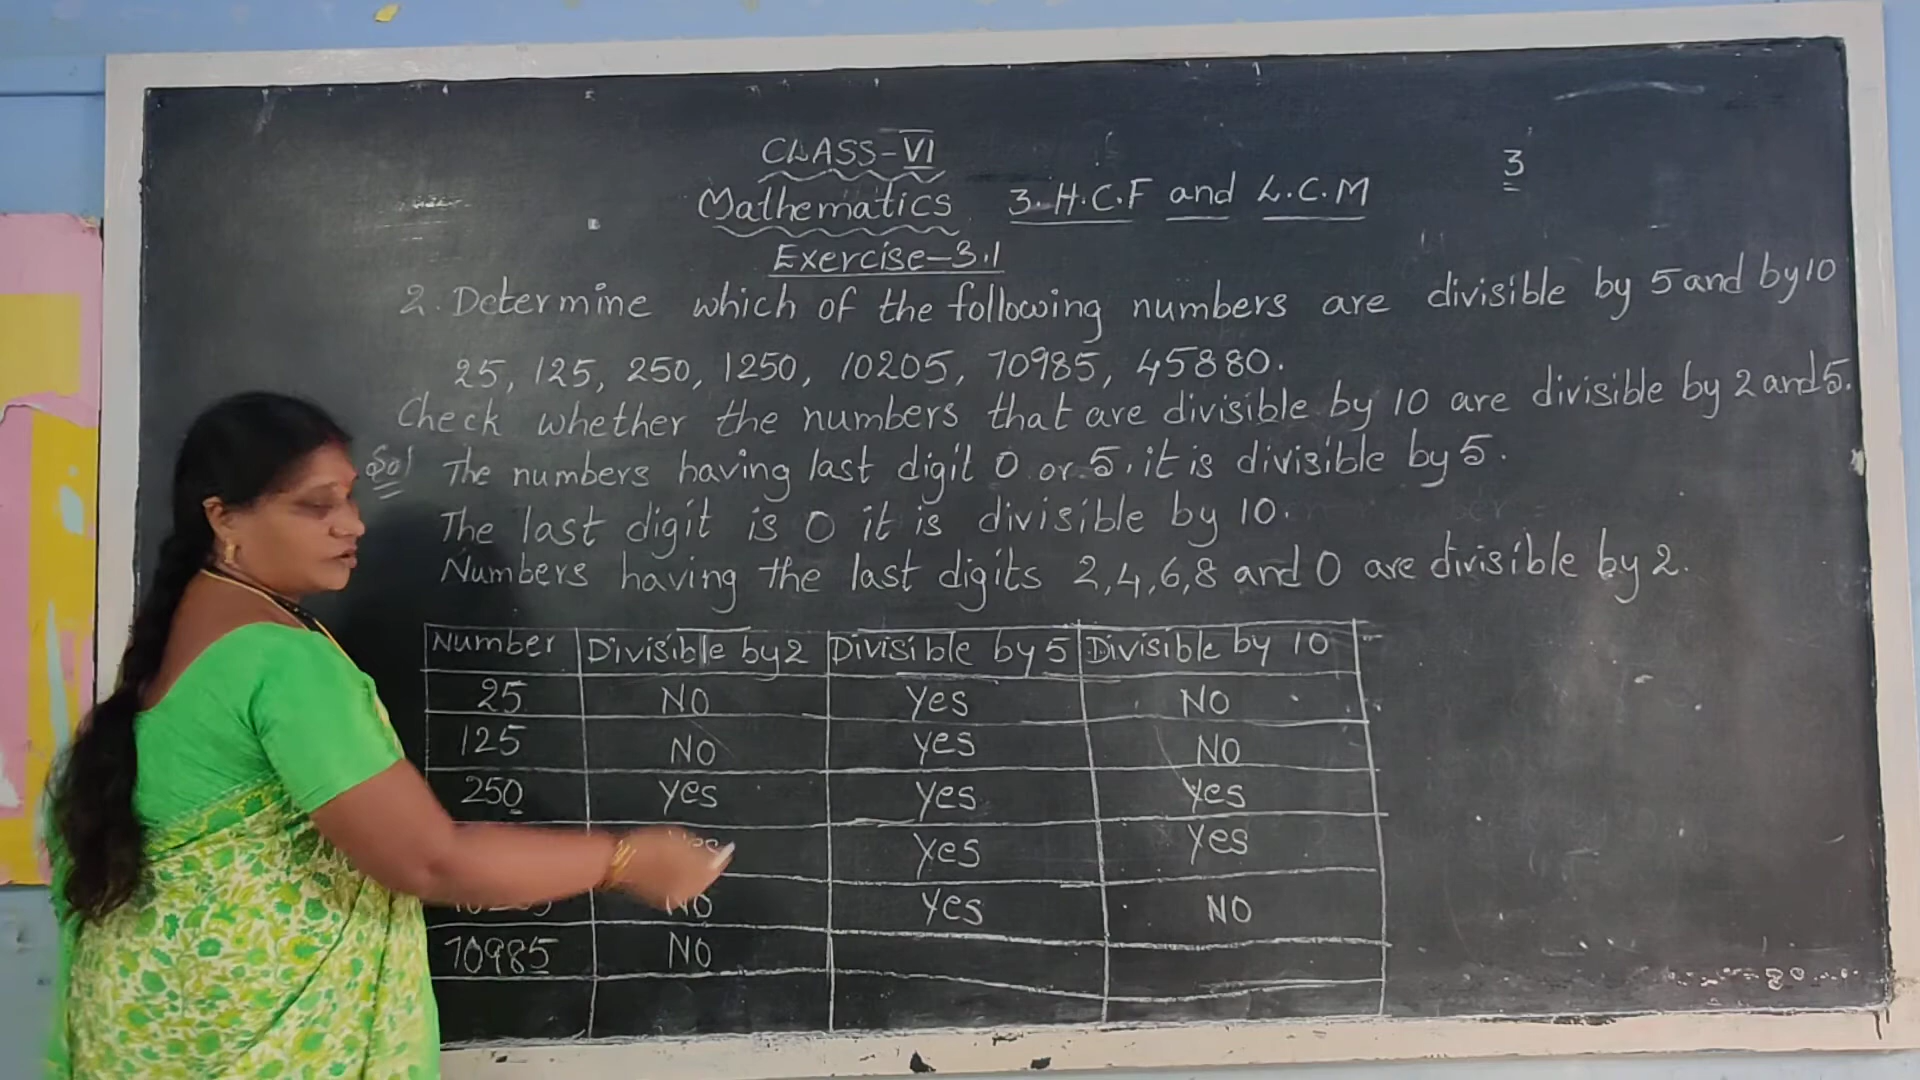 CLASS-VI
3
Mathematics 3. H.C.F and L.C.M
Exercise-3.1
2. Determine which of the following numbers are divisible by 5 and by 10
25, 125, 250, 1250, 10205, 70985, 45880.
Check whether the numbers that are divisible by 10 are divisible by 2 and 5.
Sol The numbers having last digit 0 or 5, it is divisible by 5.
The last digit is 0 it is divisible by 10.
Numbers having the last digits 2,4,6,8 and 0 are divisible by 2.
Number Divisible by 2 Divisible by 5 Divisible by 10
25 NO Yes NO
125 NO Yes NO
250 Yes Yes Yes
Yes Yes
NO Yes NO
70985 NO